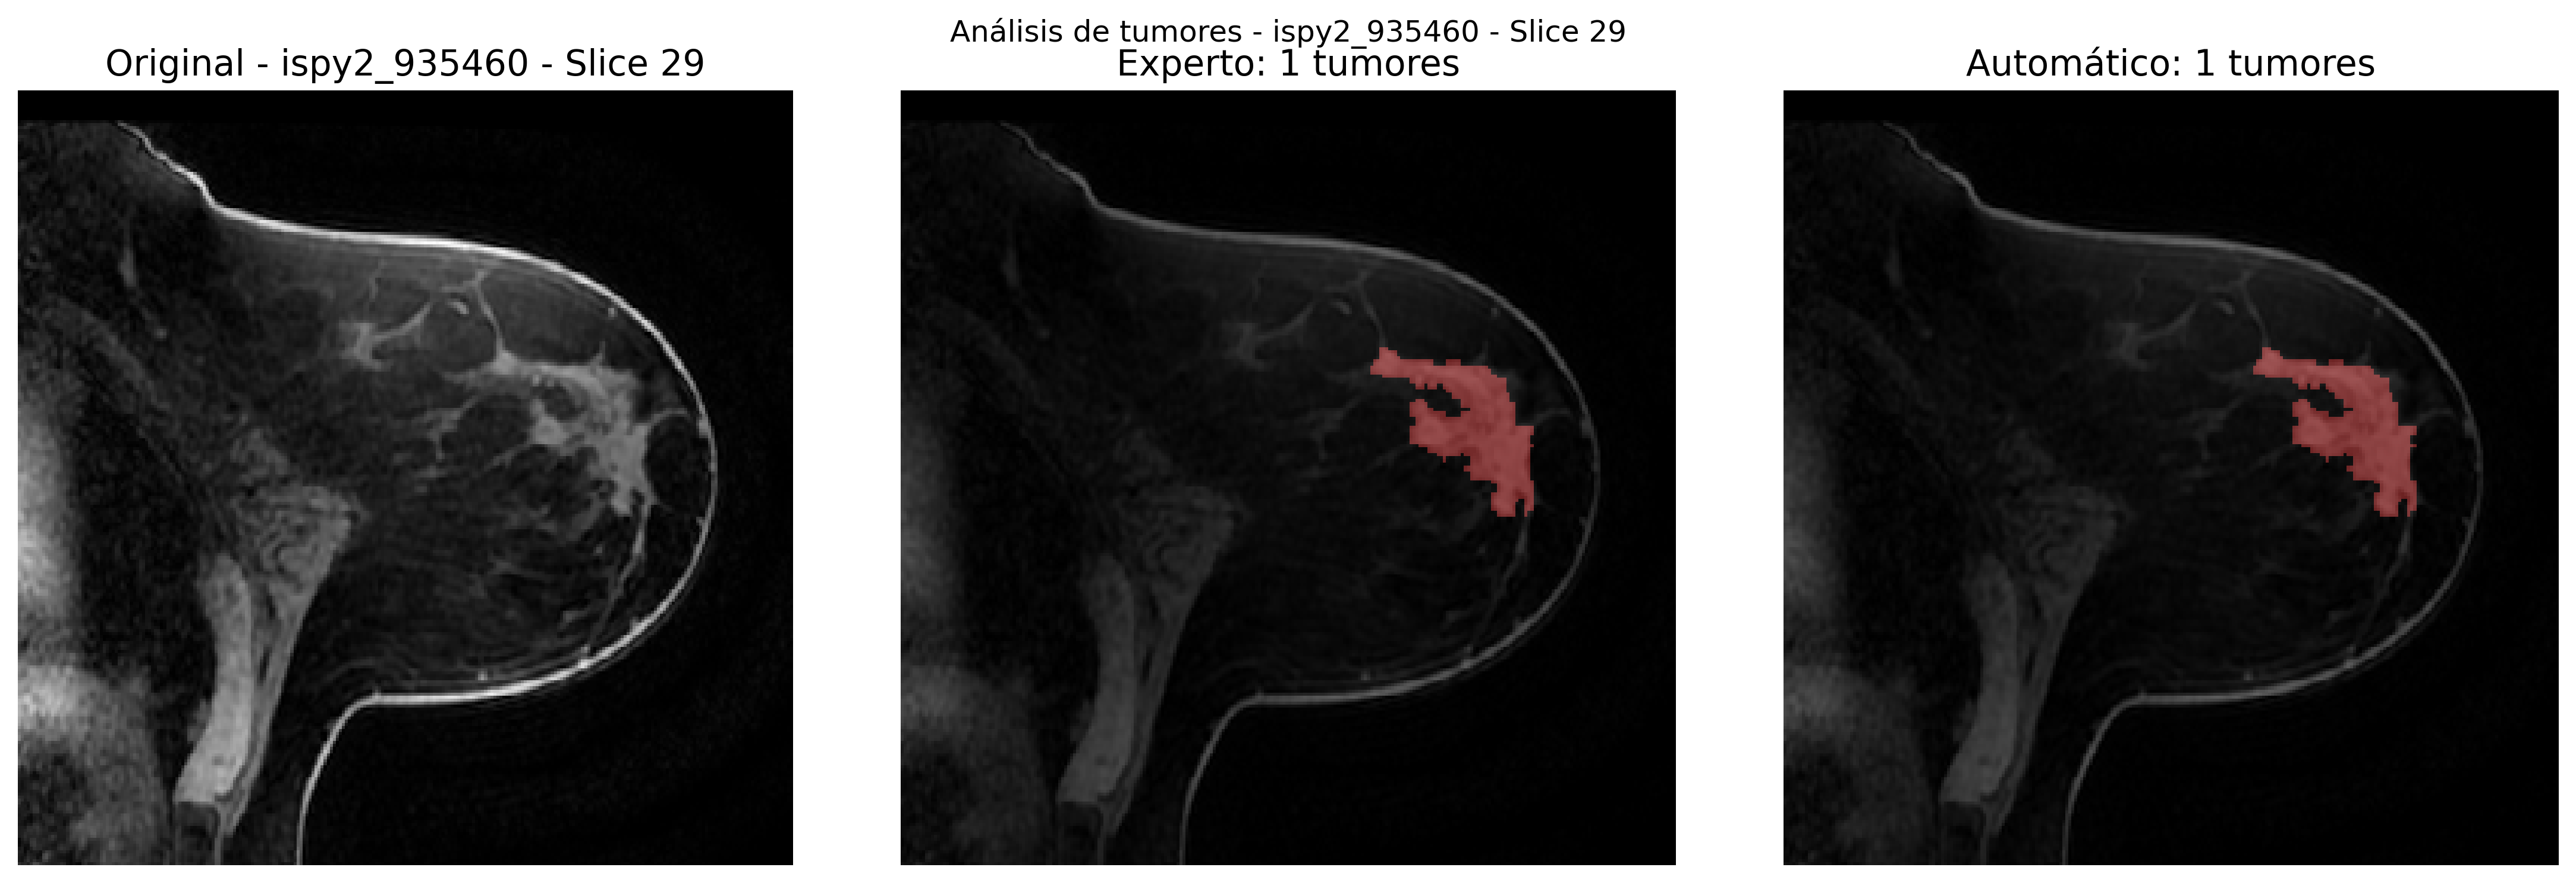 Análisis de tumores - ispy2_935460 - Slice 29
Original - ispy2_935460 - Slice 29
Experto: 1 tumores
Automático: 1 tumores